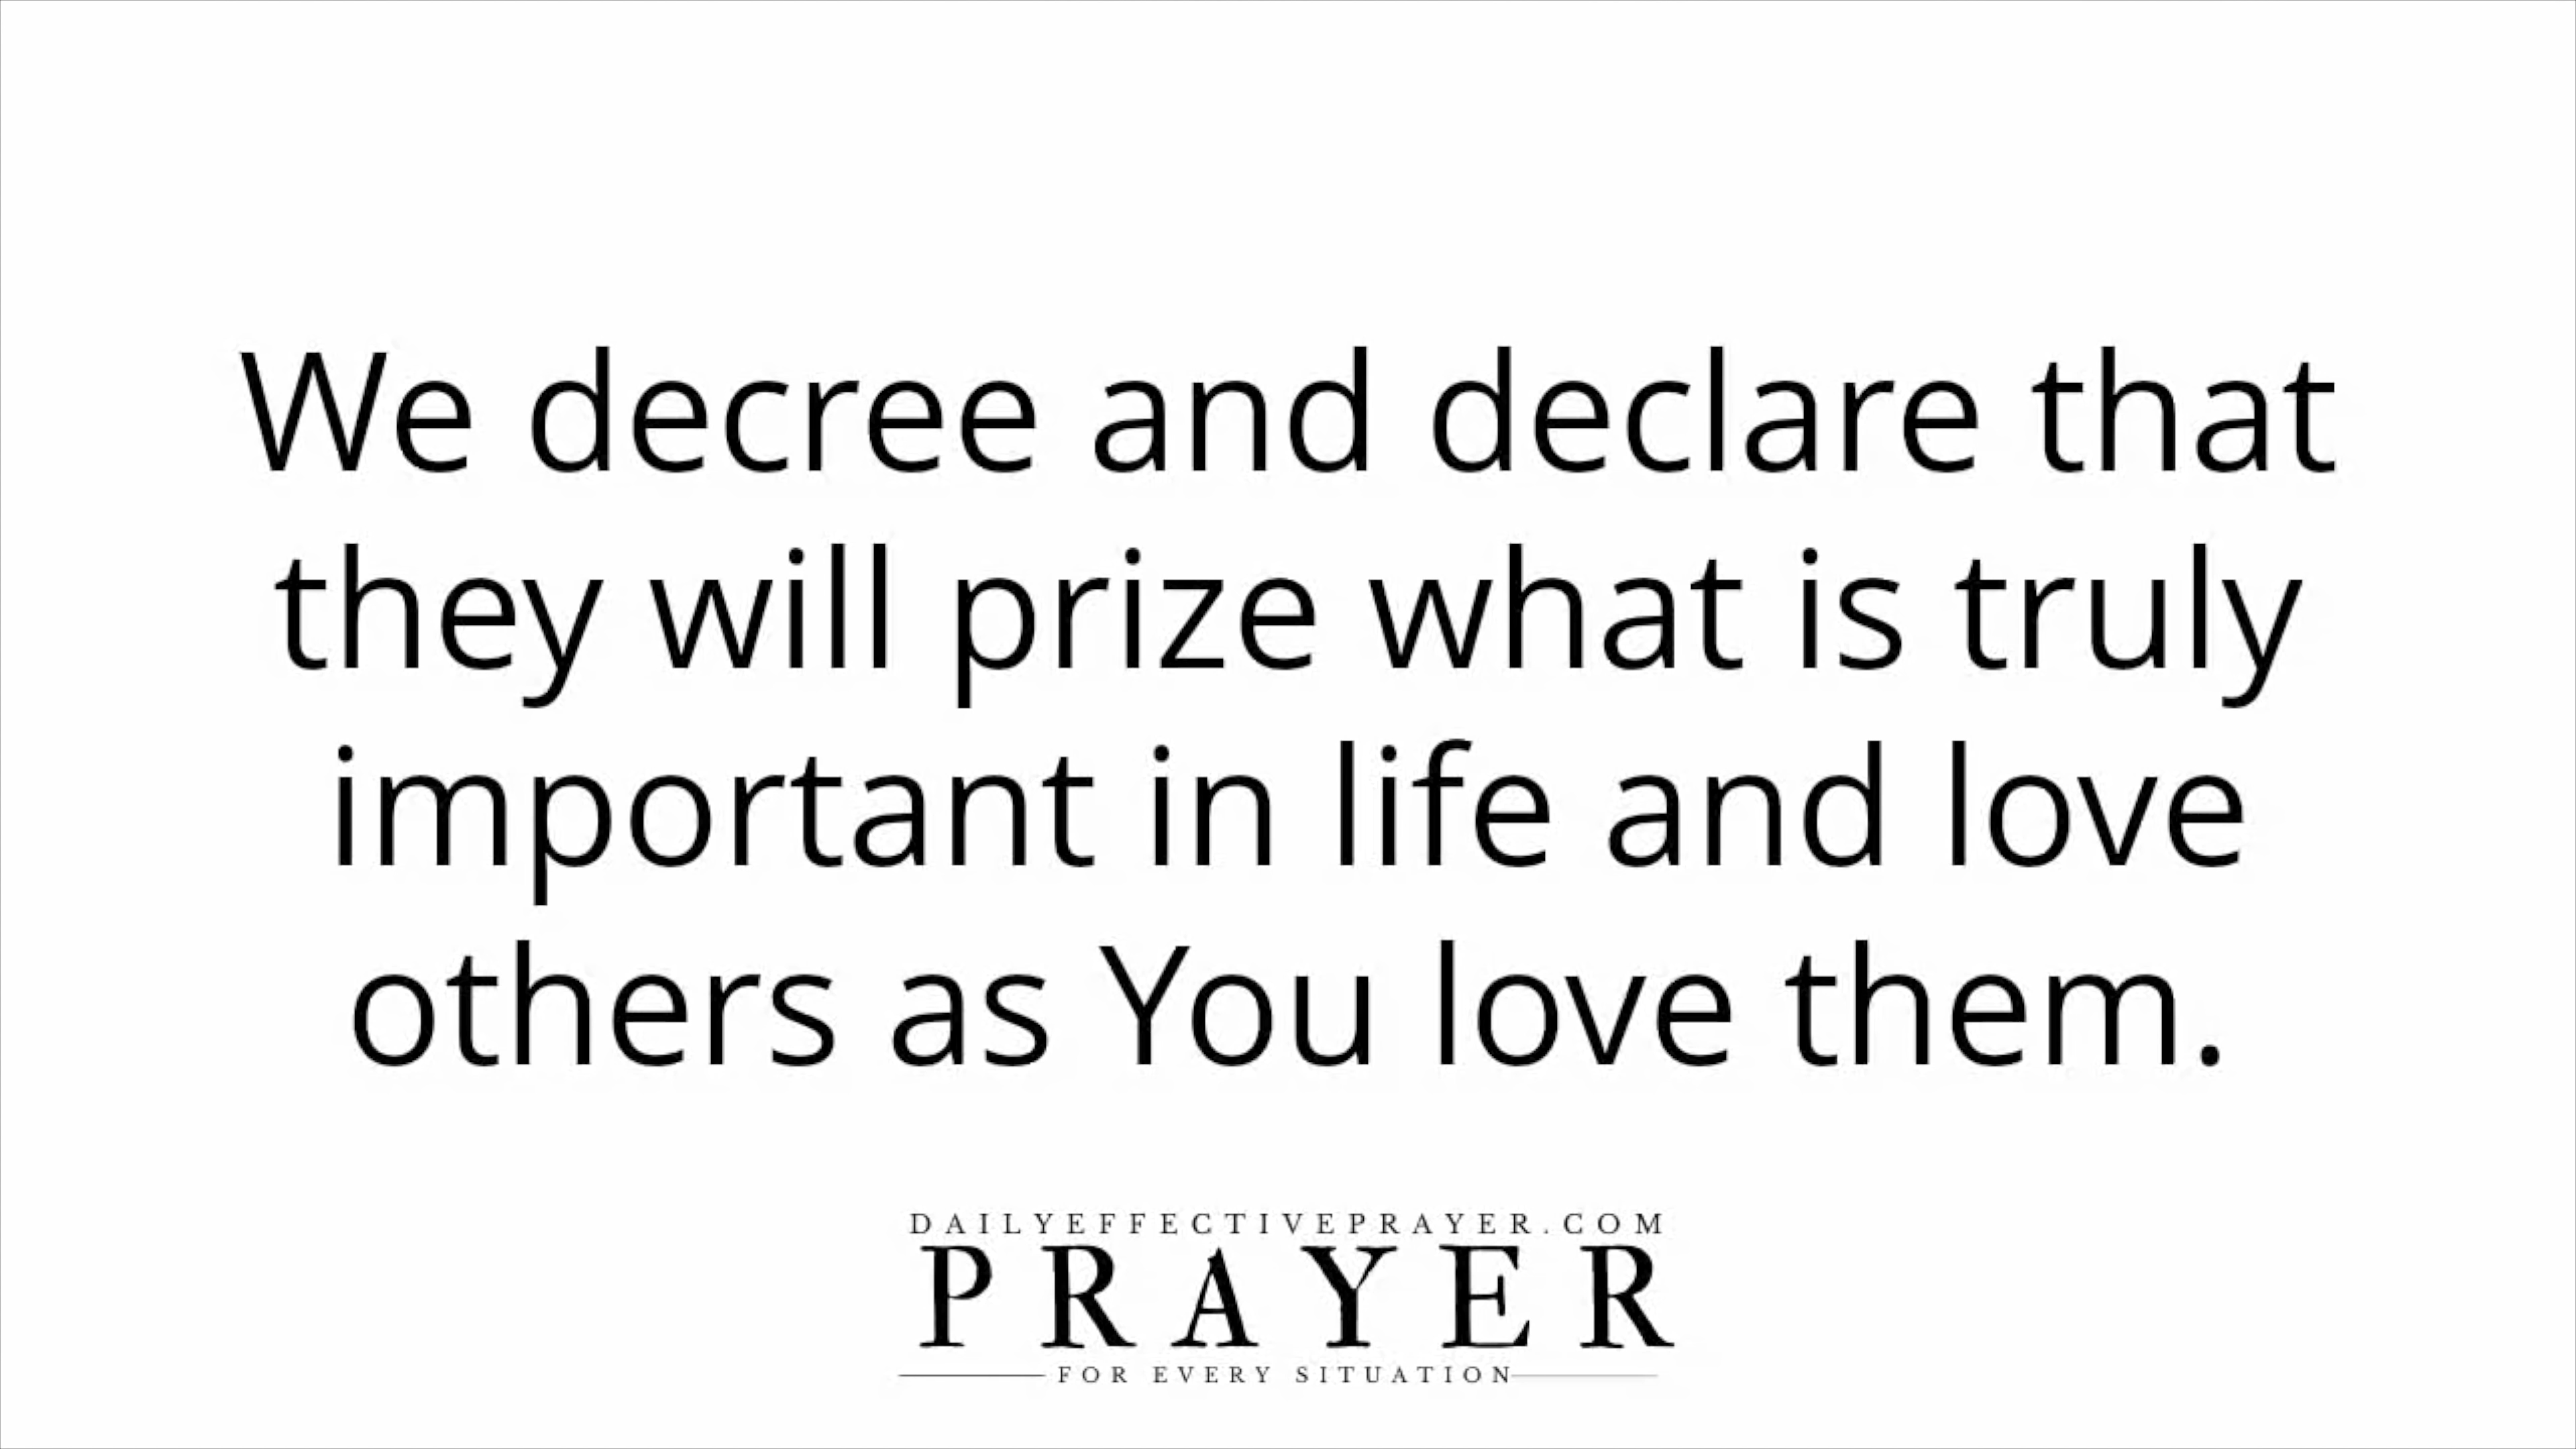 We decree and declare that
they will prize what is truly
important in life and love
others as You love them.
DAILYEFFECTIVEPRAYER.COM
PRAYER
FOR EVERY SITUATION